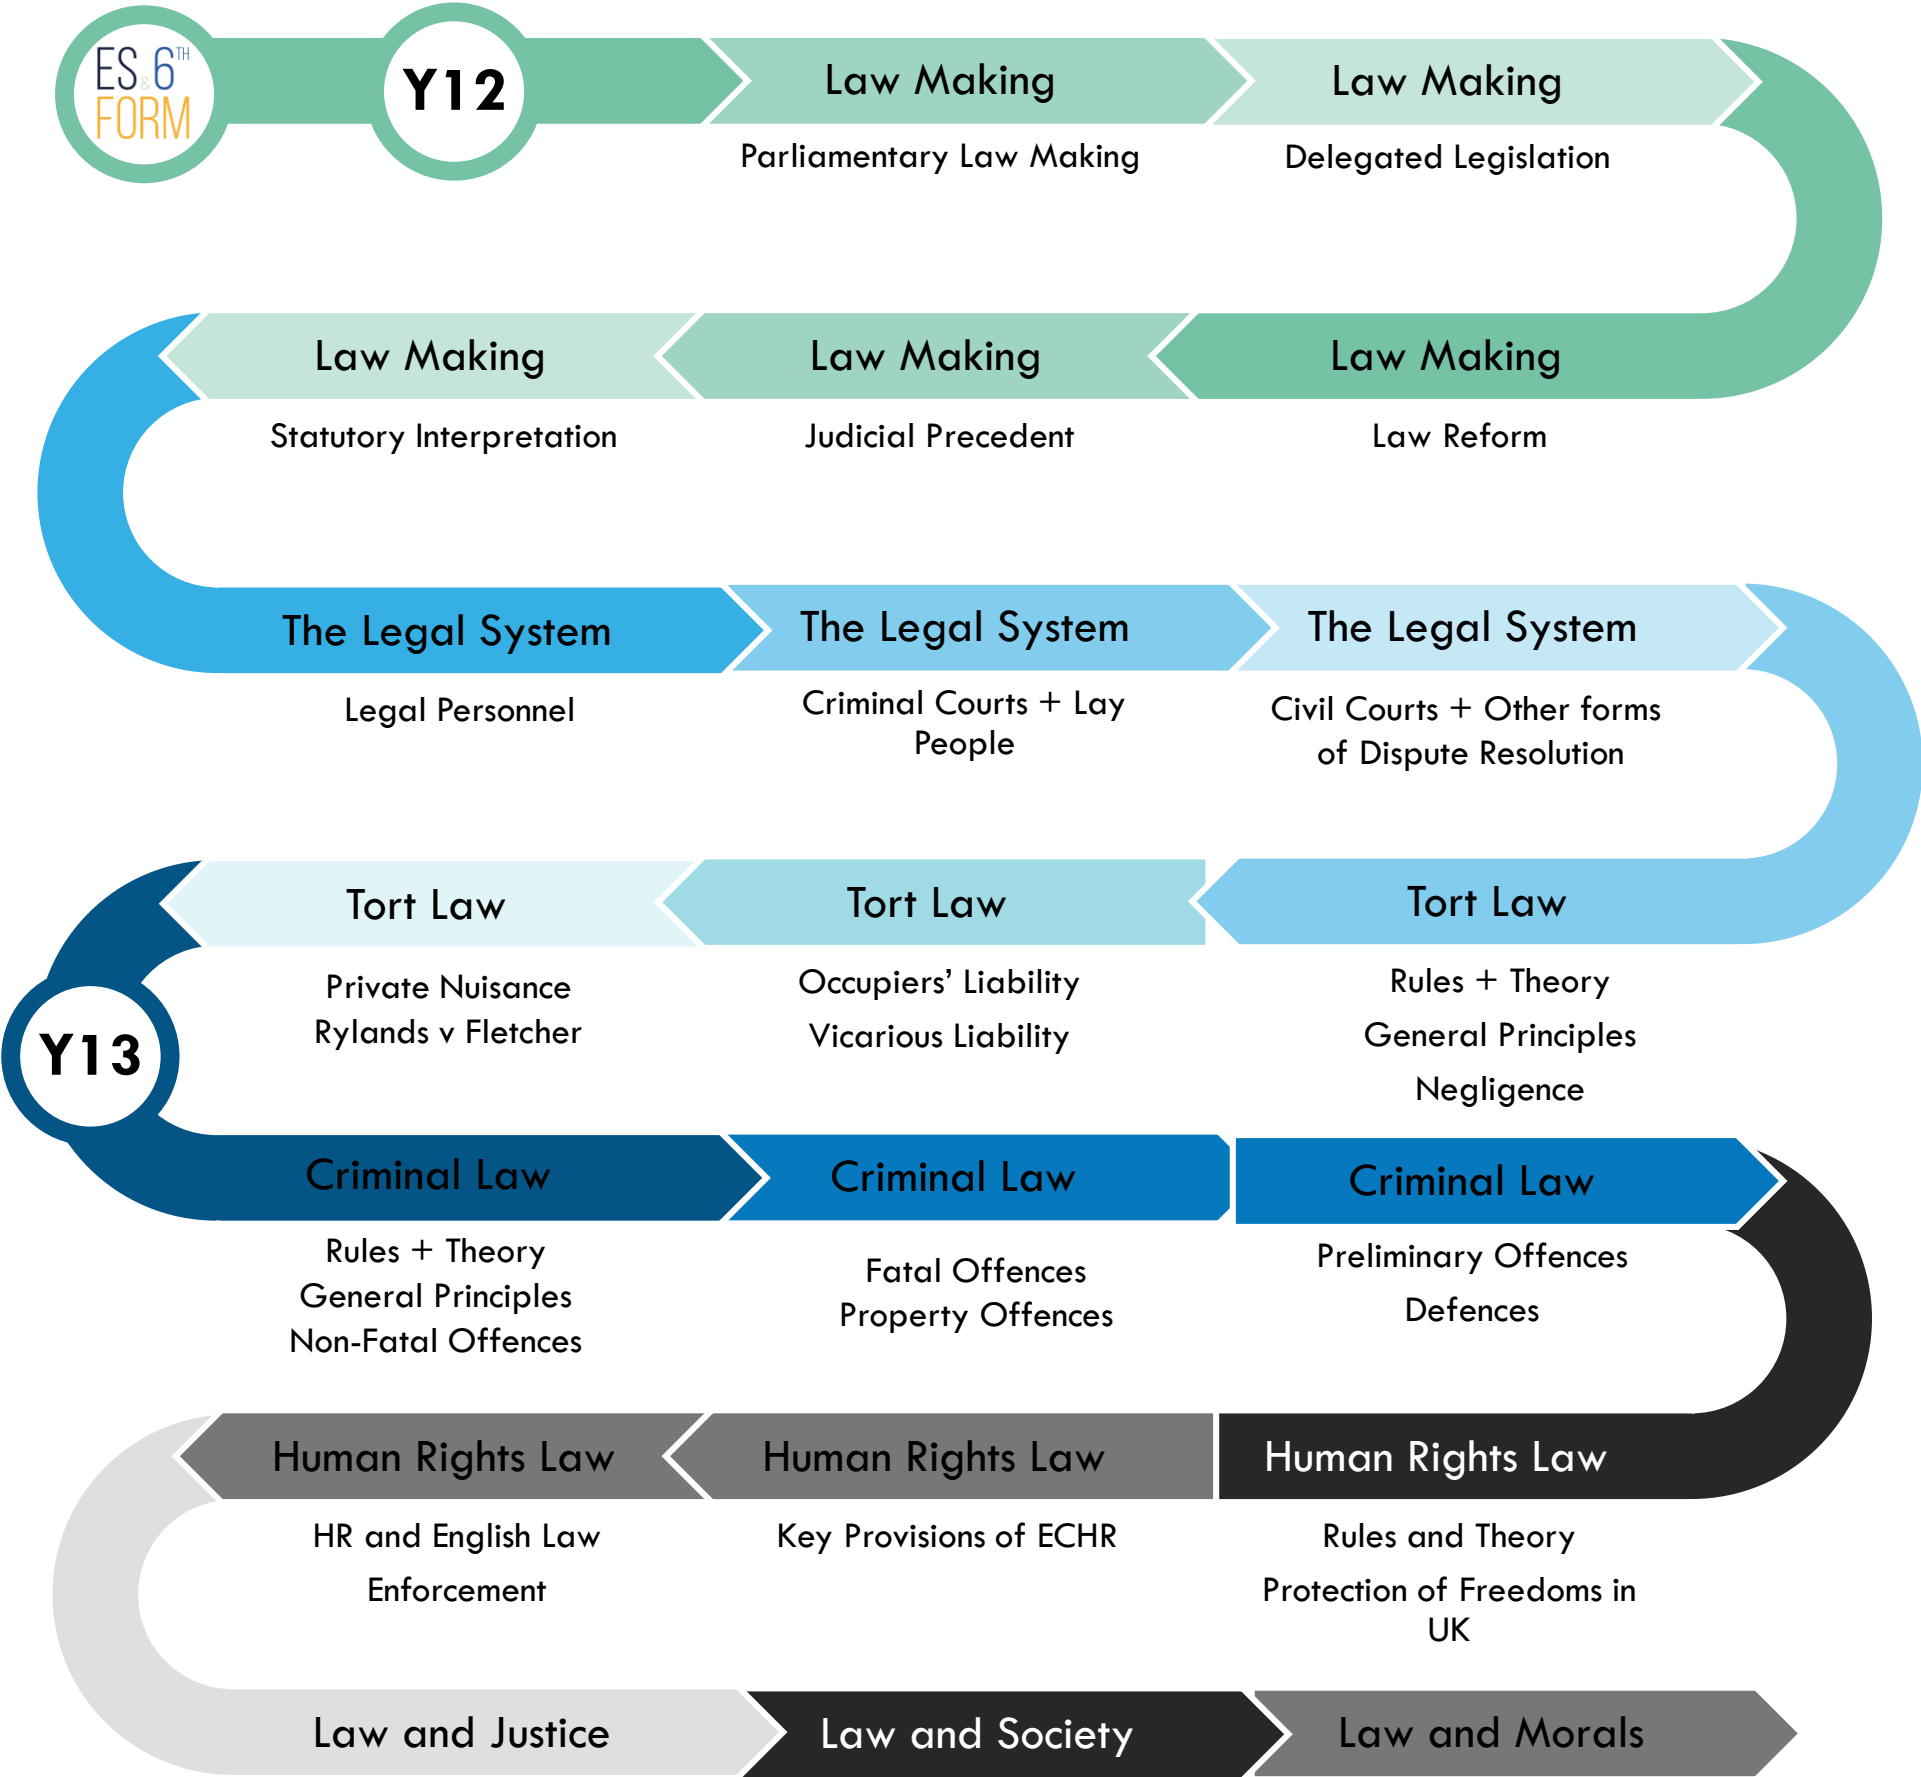 ES&6TH
FORM
Y12
Law Making
Parliamentary Law Making
Law Making
Delegated Legislation
Law Making
Law Reform
Law Making
Judicial Precedent
Law Making
Statutory Interpretation
The Legal System
Legal Personnel
The Legal System
Criminal Courts + Lay
People
The Legal System
Civil Courts + Other forms
of Dispute Resolution
Tort Law
Rules + Theory
General Principles
Negligence
Tort Law
Occupiers’ Liability
Vicarious Liability
Tort Law
Private Nuisance
Rylands v Fletcher
Y13
Criminal Law
Rules + Theory
General Principles
Non-Fatal Offences
Criminal Law
Fatal Offences
Property Offences
Criminal Law
Preliminary Offences
Defences
Human Rights Law
Rules and Theory
Protection of Freedoms in
UK
Human Rights Law
Key Provisions of ECHR
Human Rights Law
HR and English Law
Enforcement
Law and Justice
Law and Society
Law and Morals